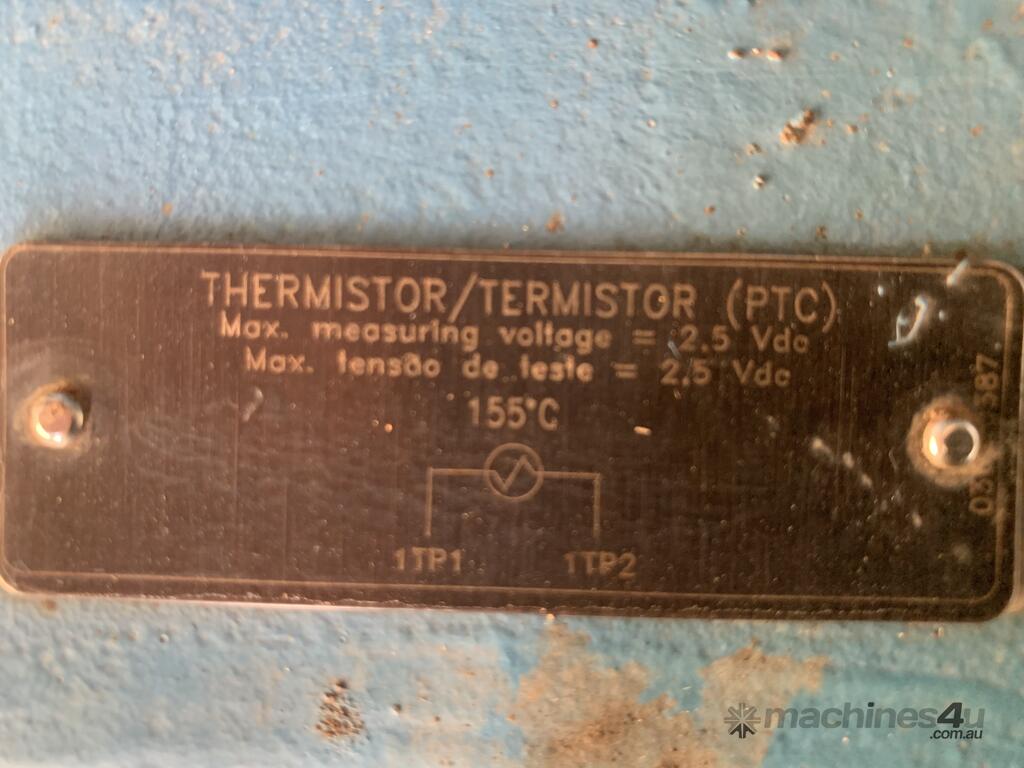 THERMISTOR/TERMISTOR (PTC)
Max. measuring voltage = 2.5 Vdc
Max. tensão de teste = 2,5 Vdc
155°C
1TP1 1TP2
machines4u
.com.au